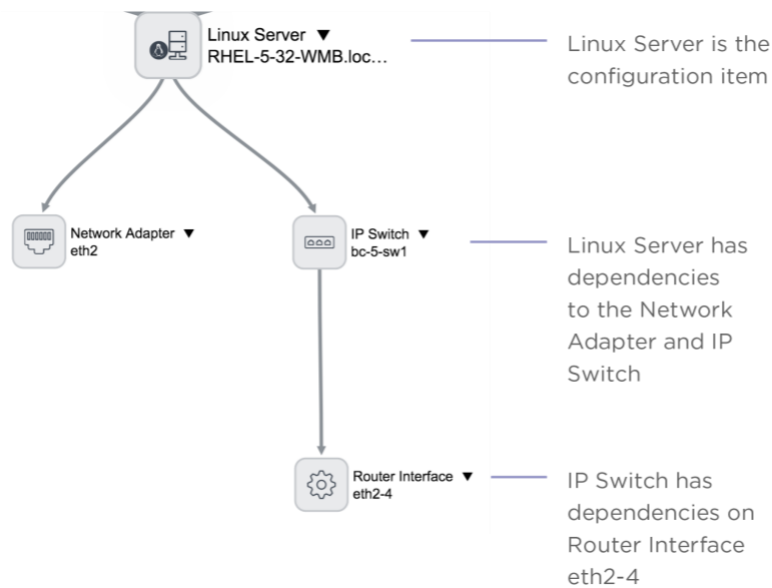 Linux Server ▼
RHEL-5-32-WMB.loc...
Linux Server is the
configuration item
Network Adapter ▼
eth2
IP Switch ▼
bc-5-sw1
Linux Server has
dependencies
to the Network
Adapter and IP
Switch
Router Interface ▼
eth2-4
IP Switch has
dependencies on
Router Interface
eth2-4